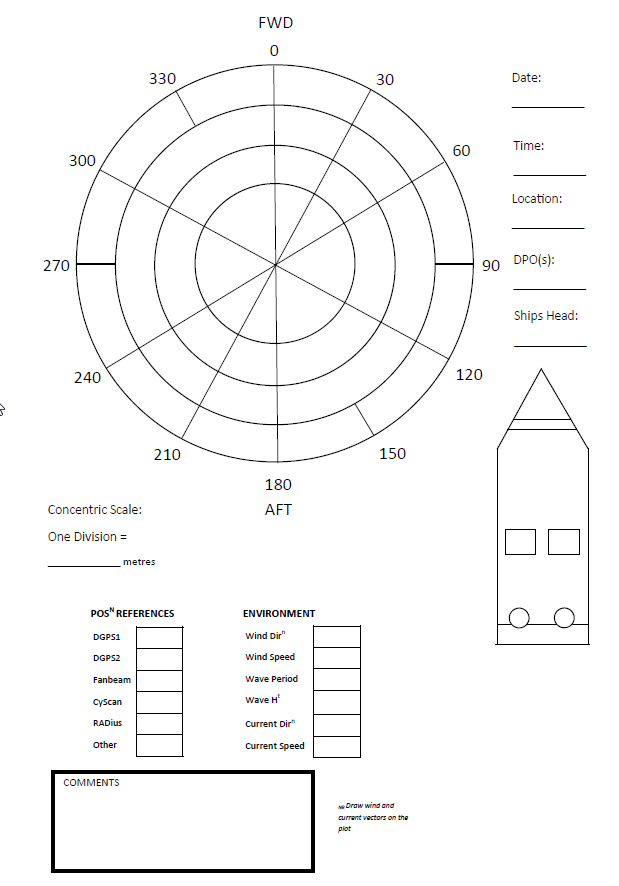 FWD
0
330
30
Date:
60
Time:
300
Location:
270
90
DPO(s):
Ships Head:
240
120
210
150
180
AFT
Concentric Scale:
One Division =
metres
POSᴺ REFERENCES
DGPS1
DGPS2
Fanbeam
CyScan
RADius
Other
ENVIRONMENT
Wind Dirⁿ
Wind Speed
Wave Period
Wave Hᵗ
Current Dirⁿ
Current Speed
COMMENTS
NB Draw wind and
current vectors on the
plot